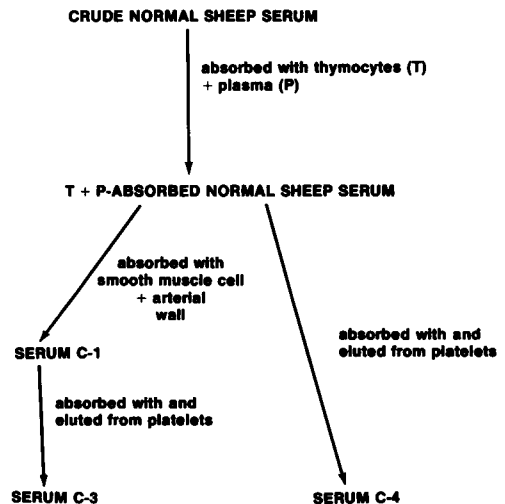 CRUDE NORMAL SHEEP SERUM
absorbed with thymocytes (T)
+ plasma (P)
T + P-ABSORBED NORMAL SHEEP SERUM
absorbed with
smooth muscle cell
+ arterial
wall
absorbed with and
eluted from platelets
SERUM C-1
absorbed with and
eluted from platelets
SERUM C-3
SERUM C-4